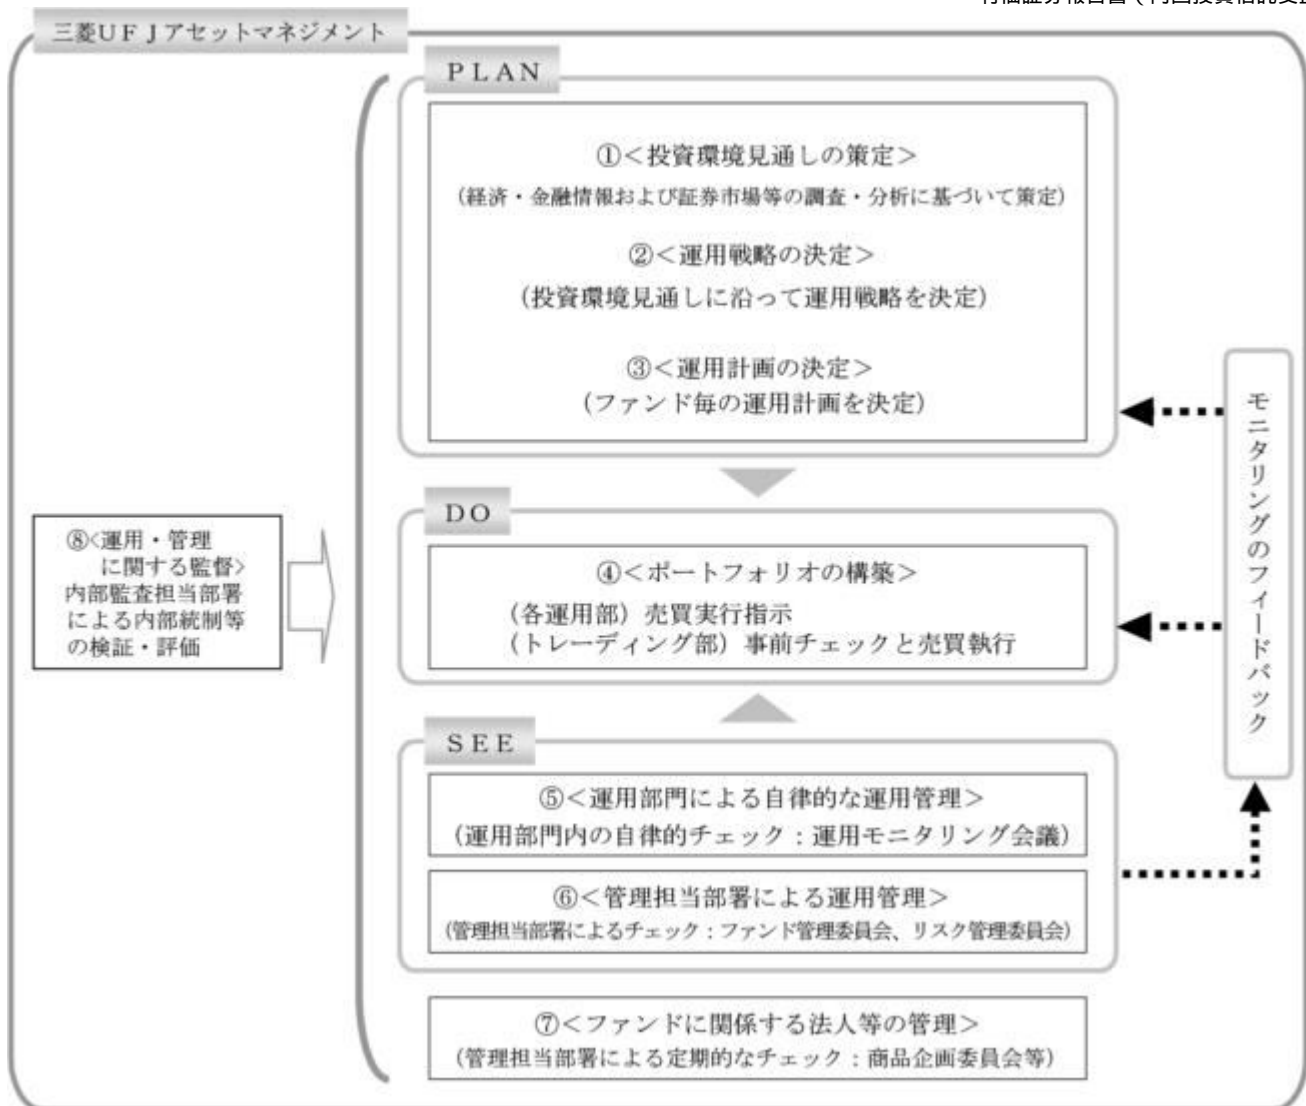 三菱UFJアセットマネジメント
PLAN
①<投資環境見通しの策定>
(経済・金融情報および証券市場等の調査・分析に基づいて策定)
②<運用戦略の決定>
(投資環境見通しに沿って運用戦略を決定)
③<運用計画の決定>
(ファンド毎の運用計画を決定)
モニタリングのフィードバック
DO
④<ポートフォリオの構築>
(各運用部) 売買実行指示
(トレーディング部) 事前チェックと売買執行
⑧<運用・管理
に関する監督>
内部監査担当部署
による内部統制等
の検証・評価
SEE
⑤<運用部門による自律的な運用管理>
(運用部門内の自律的チェック:運用モニタリング会議)
⑥<管理担当部署による運用管理>
(管理担当部署によるチェック:ファンド管理委員会、リスク管理委員会)
⑦<ファンドに関係する法人等の管理>
(管理担当部署による定期的なチェック:商品企画委員会等)